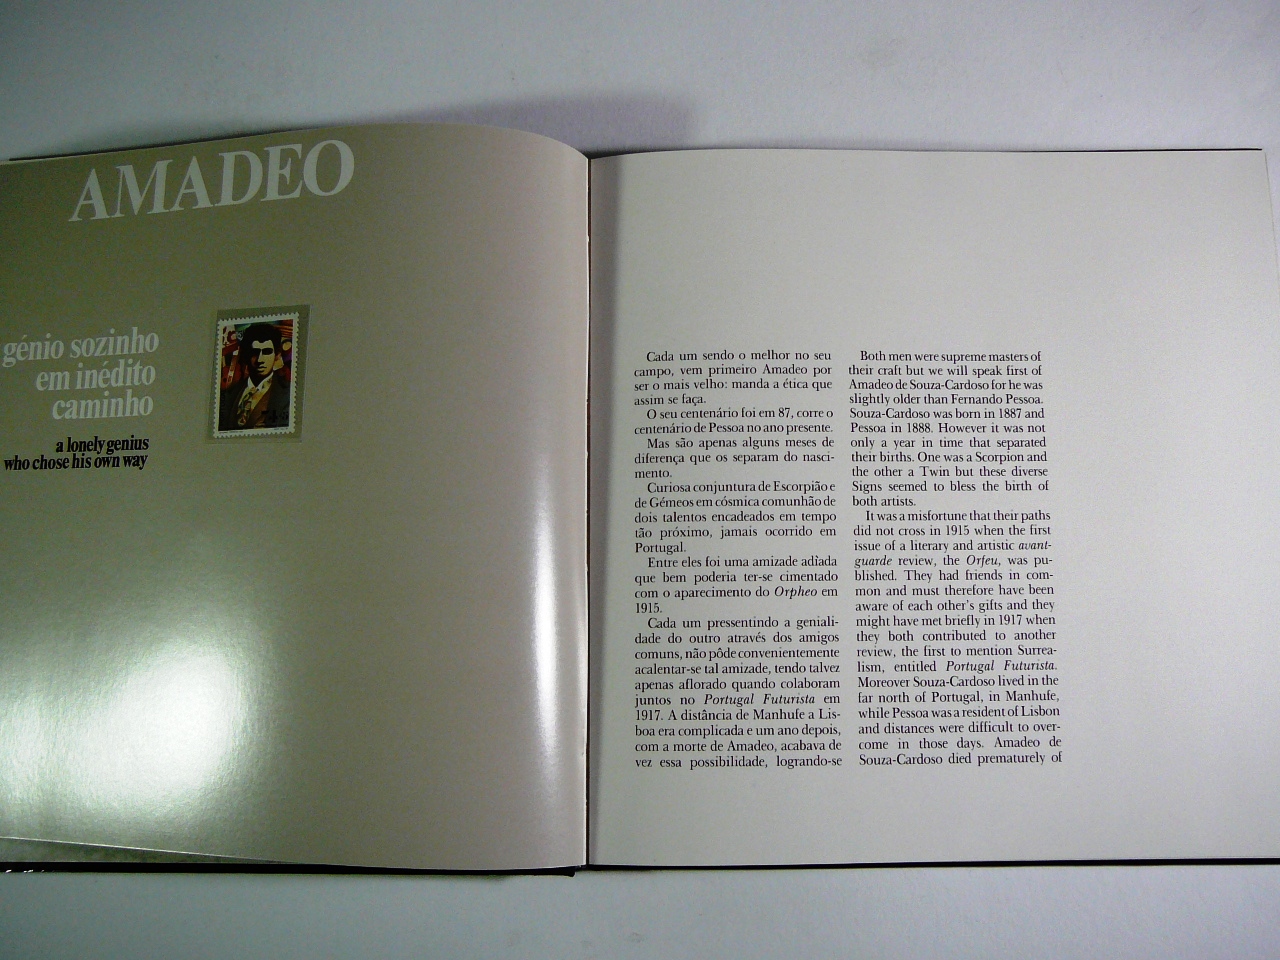 AMADEO
génio sozinho
em inédito
caminho
a lonely genius
who chose his own way
Cada um sendo o melhor no seu
campo, vem primeiro Amadeo por
ser o mais velho: manda a ética que
assim se faça.
O seu centenário foi em 87, corre o
centenário de Pessoa no ano presente.
Mas são apenas alguns meses de
diferença que os separam do nasci-
mento.
Curiosa conjuntura de Escorpião e
de Gémeos em cósmica comunhão de
dois talentos encadeados em tempo
tão próximo, jamais ocorrido em
Portugal.
Entre eles foi uma amizade adiada
que bem poderia ter-se cimentado
com o aparecimento do Orpheo em
1915.
Cada um pressentindo a geniali-
dade do outro através dos amigos
comuns, não pôde convenientemente
acalentar-se tal amizade, tendo talvez
apenas aflorado quando colaboram
juntos no Portugal Futurista em
1917. A distância de Manhufe a Lis-
boa era complicada e um ano depois,
com a morte de Amadeo, acabava de
vez essa possibilidade, logrando-se
Both men were supreme masters of
their craft but we will speak first of
Amadeo de Souza-Cardoso for he was
slightly older than Fernando Pessoa.
Souza-Cardoso was born in 1887 and
Pessoa in 1888. However it was not
only a year in time that separated
their births. One was a Scorpion and
the other a Twin but these diverse
Signs seemed to bless the birth of
both artists.
It was a misfortune that their paths
did not cross in 1915 when the first
issue of a literary and artistic avant-
guarde review, the Orfeu, was pu-
blished. They had friends in com-
mon and must therefore have been
aware of each other's gifts and they
might have met briefly in 1917 when
they both contributed to another
review, the first to mention Surrea-
lism, entitled Portugal Futurista.
Moreover Souza-Cardoso lived in the
far north of Portugal, in Manhufe,
while Pessoa was a resident of Lisbon
and distances were difficult to over-
come in those days. Amadeo de
Souza-Cardoso died prematurely of